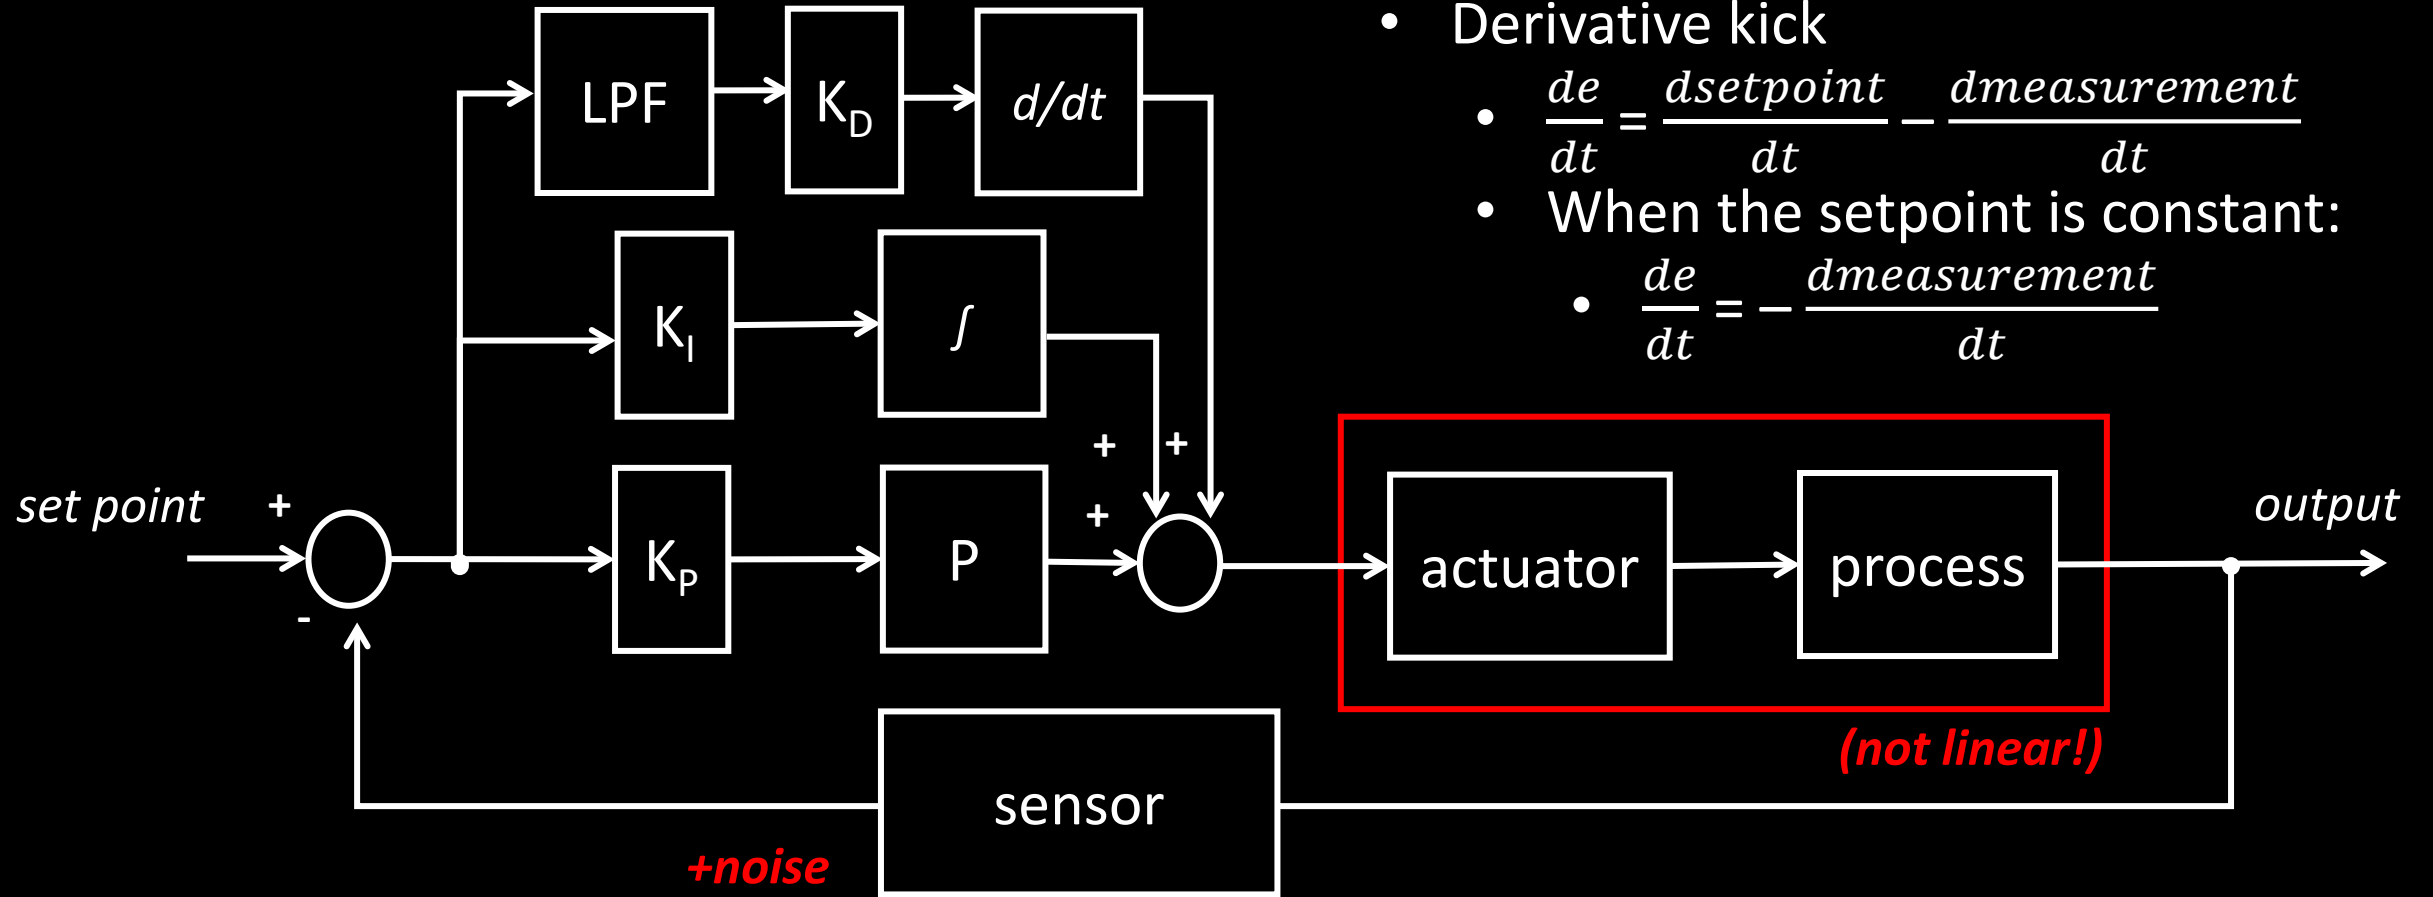 • Derivative kick
• de/dt = dsetpoint/dt − dmeasurement/dt
• When the setpoint is constant:
• de/dt = − dmeasurement/dt
LPF
K_D
d/dt
K_I
∫
+ +
set point
+
-
K_P
P
+
actuator
process
output
(not linear!)
sensor
+noise